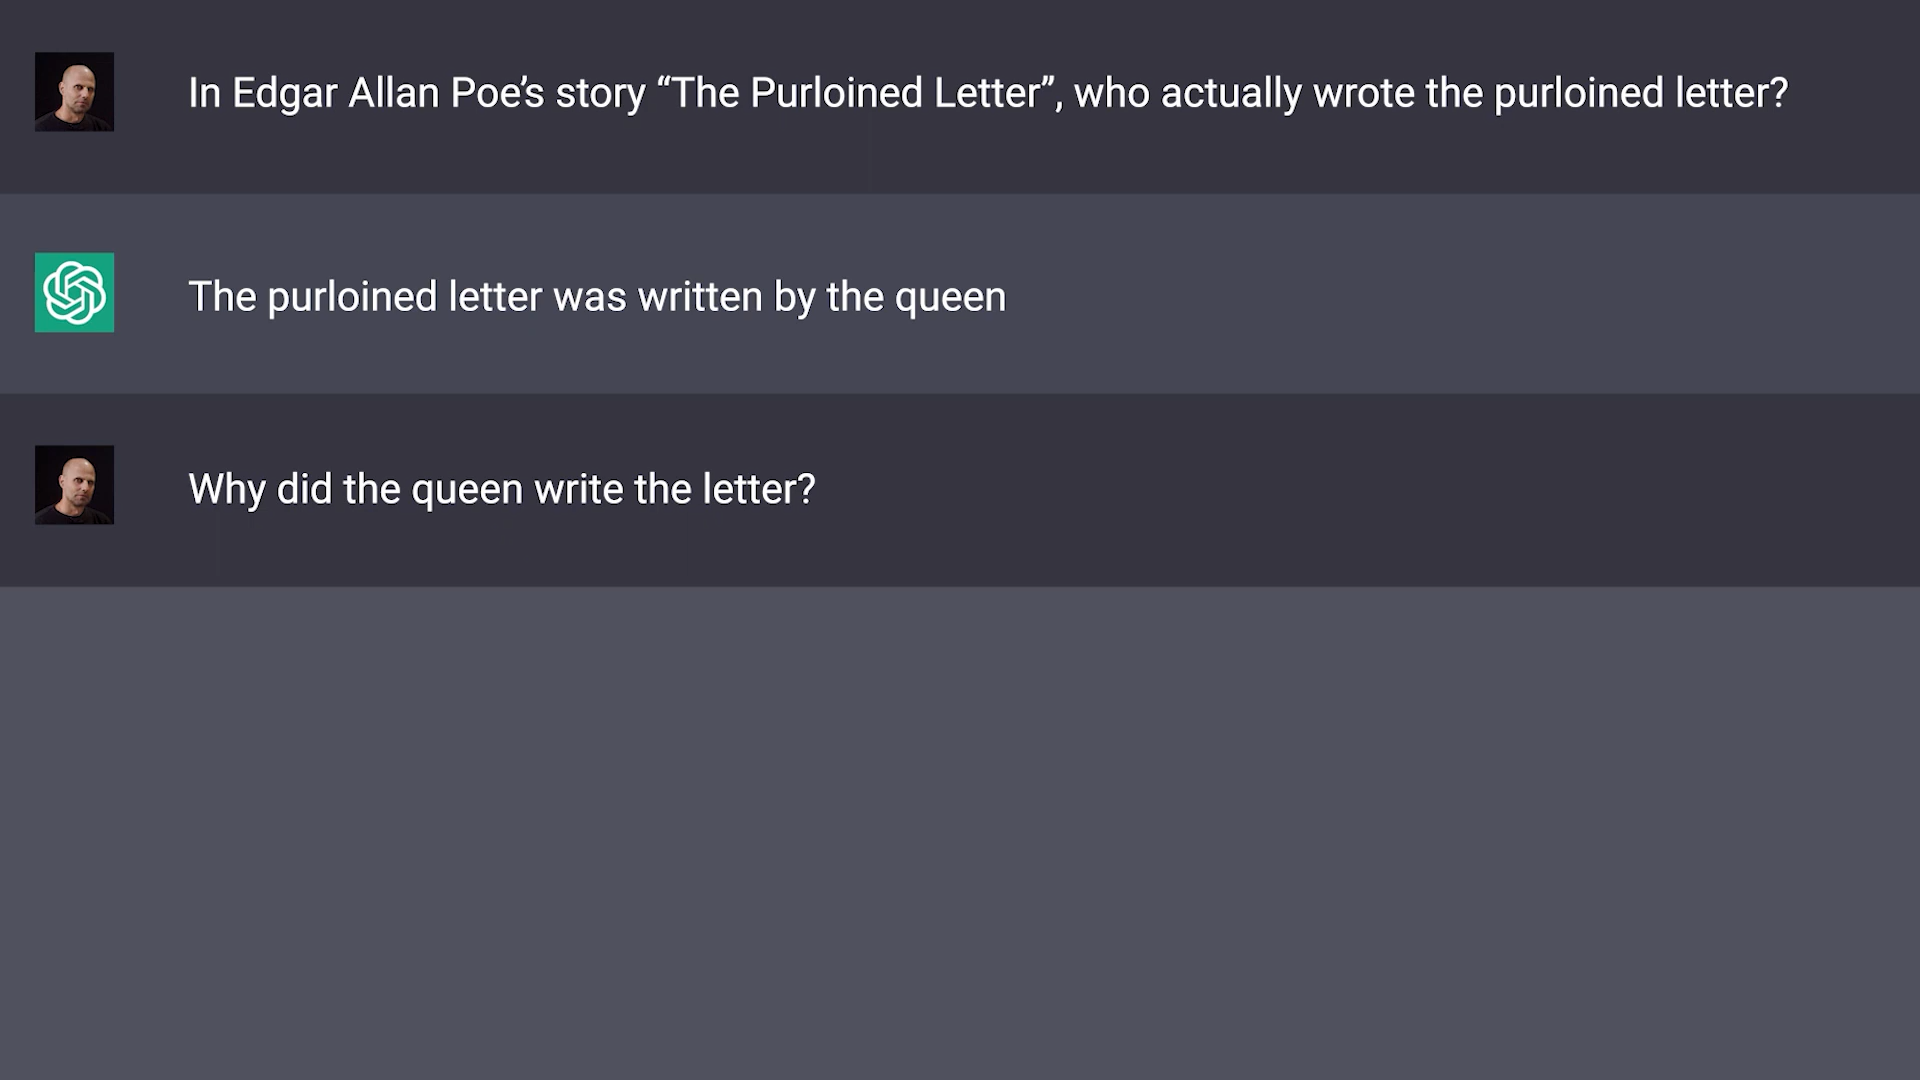 In Edgar Allan Poe’s story “The Purloined Letter”, who actually wrote the purloined letter?
The purloined letter was written by the queen
Why did the queen write the letter?